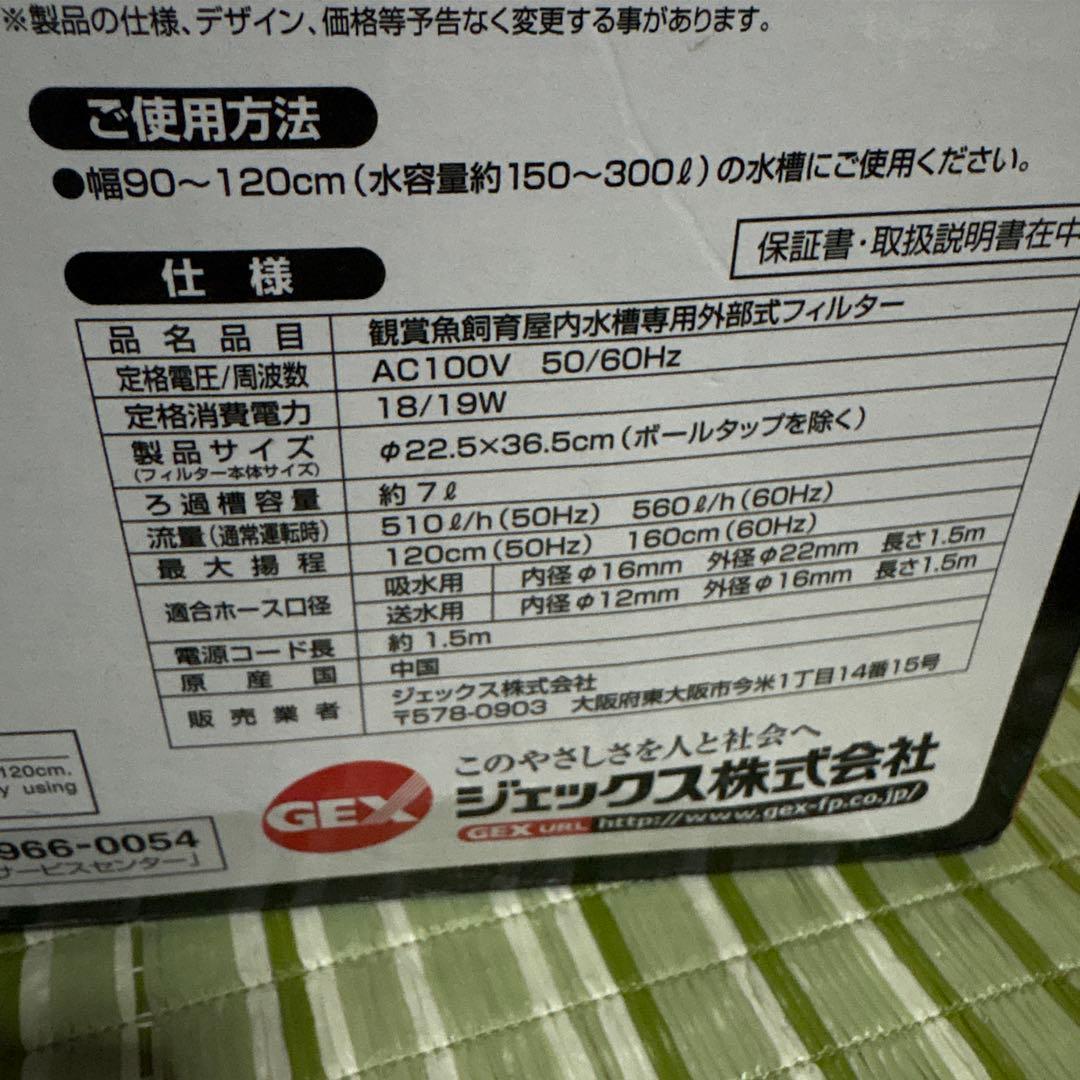 ※製品の仕様、デザイン、価格等予告なく変更する事があります。
ご使用方法
●幅90～120cm（水容量約150～300ℓ）の水槽にご使用ください。
保証書・取扱説明書在中
仕様
品名品目 観賞魚飼育屋内水槽専用外部式フィルター
定格電圧/周波数 AC100V 50/60Hz
定格消費電力 18/19W
製品サイズ φ22.5×36.5cm（ボールタップを除く）
（フィルター本体サイズ）
ろ過槽容量 約7ℓ
流量（通常運転時） 510ℓ/h（50Hz） 560ℓ/h（60Hz）
最大揚程 120cm（50Hz） 160cm（60Hz）
適合ホース口径 吸水用 内径φ16mm 外径φ22mm 長さ1.5m
送水用 内径φ12mm 外径φ16mm 長さ1.5m
電源コード長 約1.5m
原産国 中国
販売業者 ジェックス株式会社
〒578-0903 大阪府東大阪市今米1丁目14番15号
120cm.
y using
966-0054
サービスセンター」
このやさしさを人と社会へ
GEX ジェックス株式会社
GEX URL http://www.gex-fp.co.jp/